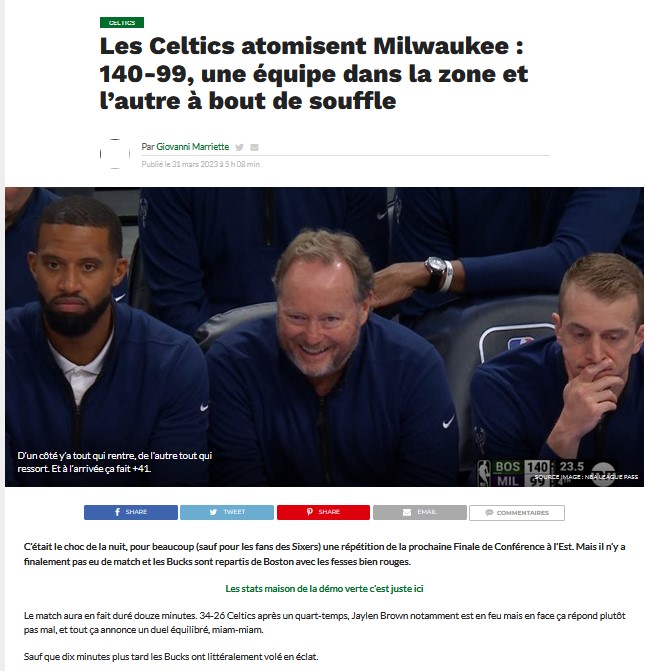 CELTICS
Les Celtics atomisent Milwaukee :
140-99, une équipe dans la zone et
l’autre à bout de souffle
Par Giovanni Marriette
Publié le 31 mars 2023 à 5 h 08 min
D’un côté y’a tout qui rentre, de l’autre tout qui
ressort. Et à l’arrivée ça fait +41.
BOS 140 23.5
MIL 99 4th
SOURCE IMAGE : NBA LEAGUE PASS
SHARE
TWEET
SHARE
EMAIL
COMMENTAIRES
C’était le choc de la nuit, pour beaucoup (sauf pour les fans des Sixers) une répétition de la prochaine Finale de Conférence à l’Est. Mais il n’y a
finalement pas eu de match et les Bucks sont repartis de Boston avec les fesses bien rouges.
Les stats maison de la démo verte c’est juste ici
Le match aura en fait duré douze minutes. 34-26 Celtics après un quart-temps, Jaylen Brown notamment est en feu mais en face ça répond plutôt
pas mal, et tout ça annonce un duel équilibré, miam-miam.
Sauf que dix minutes plus tard les Bucks ont littéralement volé en éclat.